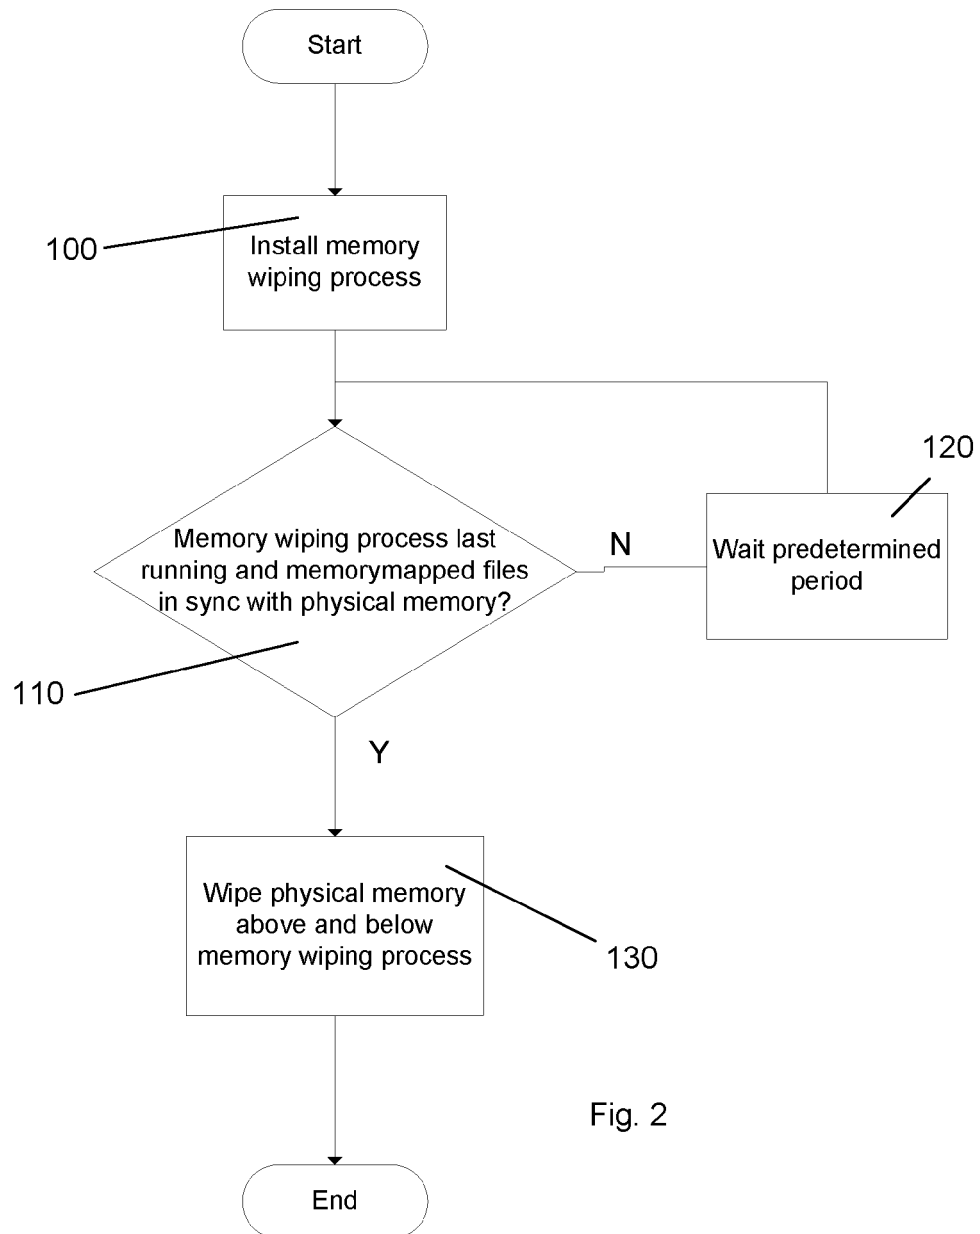 Start
100
Install memory
wiping process
120
Memory wiping process last
running and memorymapped files
in sync with physical memory?
N
Wait predetermined
period
110
Y
Wipe physical memory
above and below
memory wiping process
130
Fig. 2
End